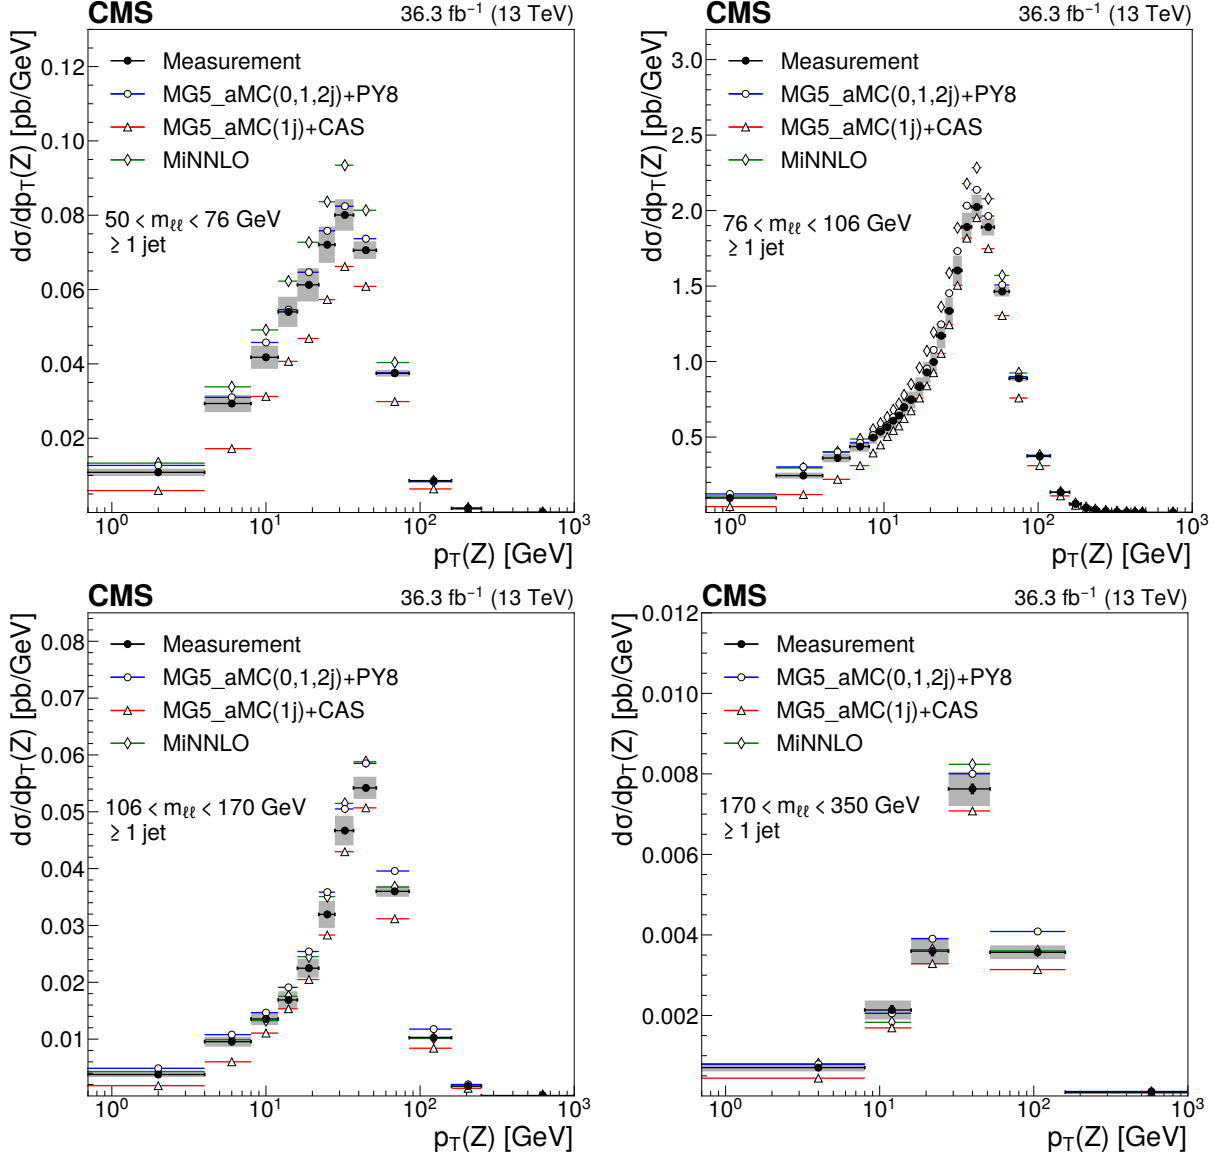 CMS 36.3 fb⁻¹ (13 TeV)
dσ/dp_T(Z) [pb/GeV]
0.12
0.10
0.08
0.06
0.04
0.02
Measurement
MG5_aMC(0,1,2j)+PY8
MG5_aMC(1j)+CAS
MiNNLO
50 < m_ℓℓ < 76 GeV
≥ 1 jet
10⁰ 10¹ 10² 10³
p_T(Z) [GeV]
CMS 36.3 fb⁻¹ (13 TeV)
dσ/dp_T(Z) [pb/GeV]
3.0
2.5
2.0
1.5
1.0
0.5
Measurement
MG5_aMC(0,1,2j)+PY8
MG5_aMC(1j)+CAS
MiNNLO
76 < m_ℓℓ < 106 GeV
≥ 1 jet
10⁰ 10¹ 10² 10³
p_T(Z) [GeV]
CMS 36.3 fb⁻¹ (13 TeV)
dσ/dp_T(Z) [pb/GeV]
0.08
0.07
0.06
0.05
0.04
0.03
0.02
0.01
Measurement
MG5_aMC(0,1,2j)+PY8
MG5_aMC(1j)+CAS
MiNNLO
106 < m_ℓℓ < 170 GeV
≥ 1 jet
10⁰ 10¹ 10² 10³
p_T(Z) [GeV]
CMS 36.3 fb⁻¹ (13 TeV)
dσ/dp_T(Z) [pb/GeV]
0.012
0.010
0.008
0.006
0.004
0.002
Measurement
MG5_aMC(0,1,2j)+PY8
MG5_aMC(1j)+CAS
MiNNLO
170 < m_ℓℓ < 350 GeV
≥ 1 jet
10⁰ 10¹ 10² 10³
p_T(Z) [GeV]